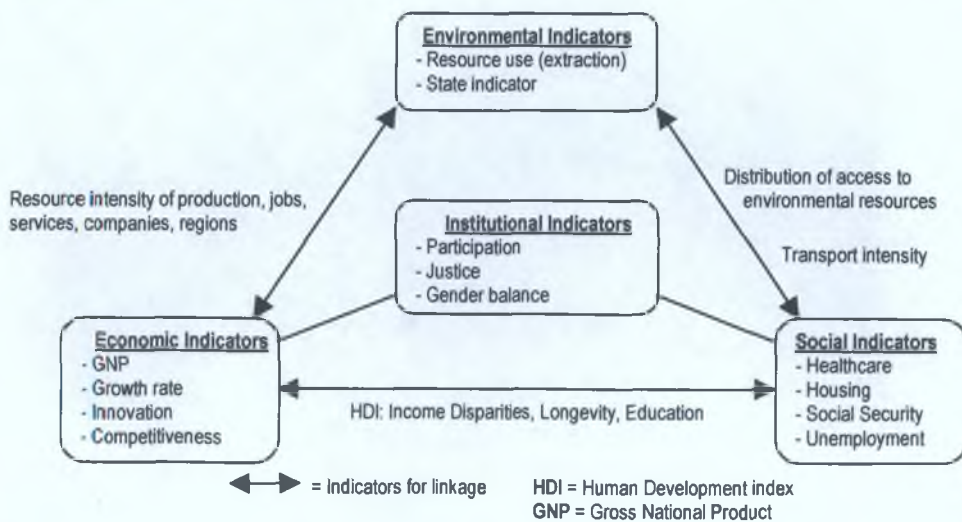 Environmental Indicators
- Resource use (extraction)
- State indicator
Resource intensity of production, jobs,
services, companies, regions
Distribution of access to
environmental resources
Transport intensity
Institutional Indicators
- Participation
- Justice
- Gender balance
Economic Indicators
- GNP
- Growth rate
- Innovation
- Competitiveness
HDI: Income Disparities, Longevity, Education
Social Indicators
- Healthcare
- Housing
- Social Security
- Unemployment
= Indicators for linkage
HDI = Human Development index
GNP = Gross National Product